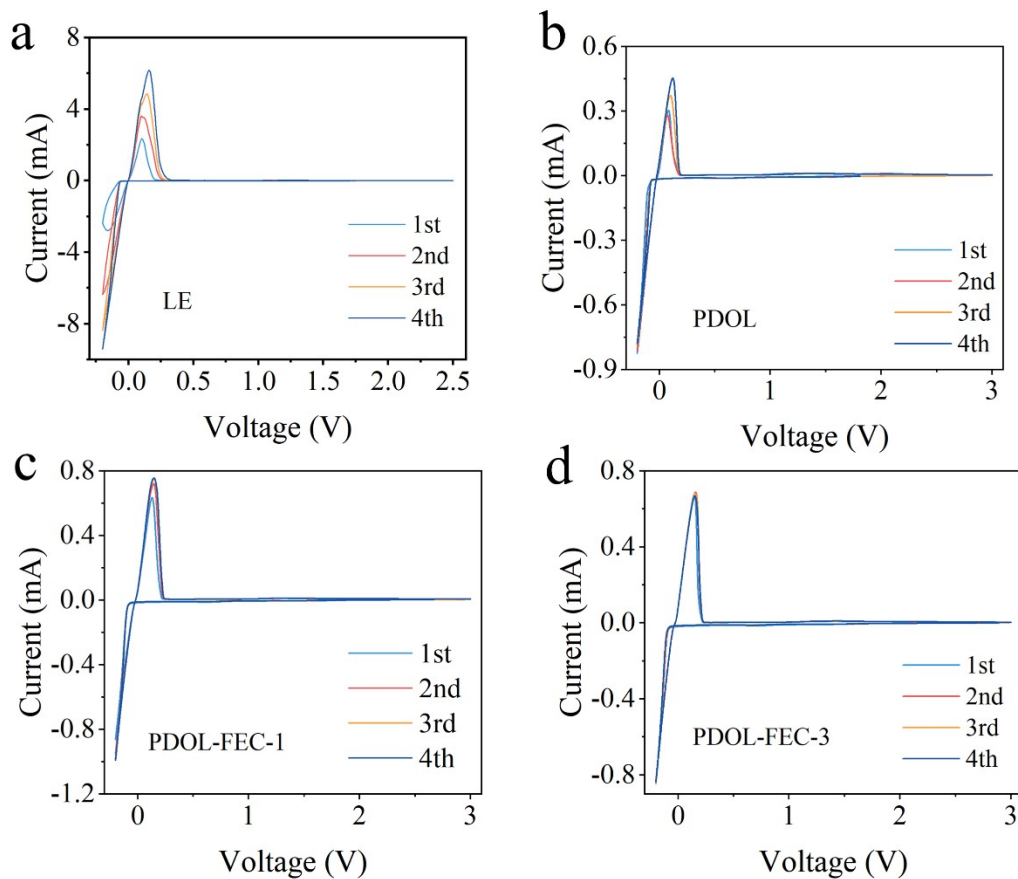 a
8
4
0
-4
-8
Current (mA)
0.0
0.5
1.0
1.5
2.0
2.5
Voltage (V)
LE
1st
2nd
3rd
4th
b
0.6
0.3
0.0
-0.3
-0.6
-0.9
Current (mA)
0
1
2
3
Voltage (V)
PDOL
1st
2nd
3rd
4th
c
0.8
0.4
0.0
-0.4
-0.8
-1.2
Current (mA)
0
1
2
3
Voltage (V)
PDOL-FEC-1
1st
2nd
3rd
4th
d
0.8
0.4
0.0
-0.4
-0.8
Current (mA)
0
1
2
3
Voltage (V)
PDOL-FEC-3
1st
2nd
3rd
4th